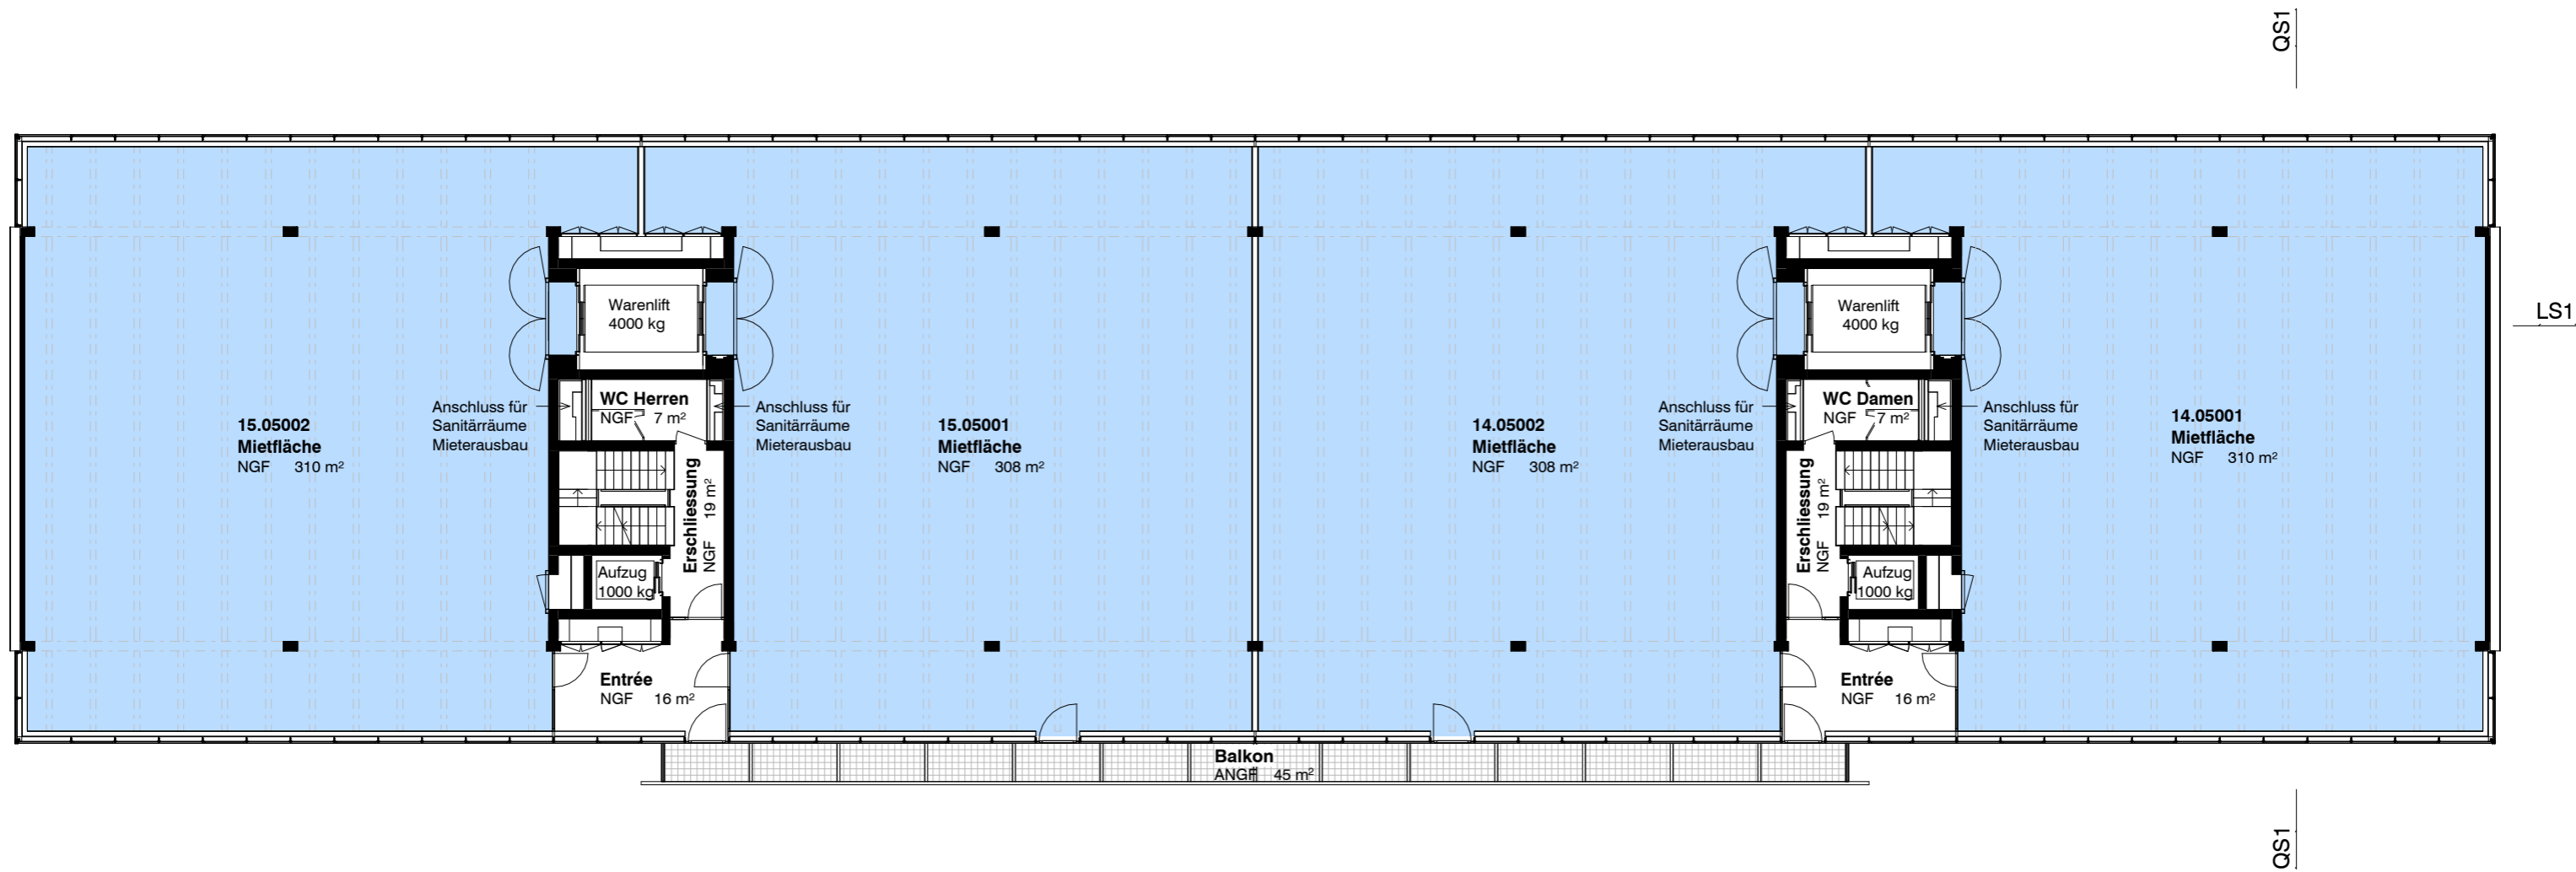 QS1
LS1
Warenlift
4000 kg
Warenlift
4000 kg
15.05002
Mietfläche
NGF 310 m²
Anschluss für
Sanitärräume
Mieterausbau
WC Herren
NGF 7 m²
Anschluss für
Sanitärräume
Mieterausbau
15.05001
Mietfläche
NGF 308 m²
14.05002
Mietfläche
NGF 308 m²
Anschluss für
Sanitärräume
Mieterausbau
WC Damen
NGF 7 m²
Anschluss für
Sanitärräume
Mieterausbau
14.05001
Mietfläche
NGF 310 m²
Erschliessung
NGF 19 m²
Erschliessung
NGF 19 m²
Aufzug
1000 kg
Aufzug
1000 kg
Entrée
NGF 16 m²
Entrée
NGF 16 m²
Balkon
ANGF 45 m²
QS1